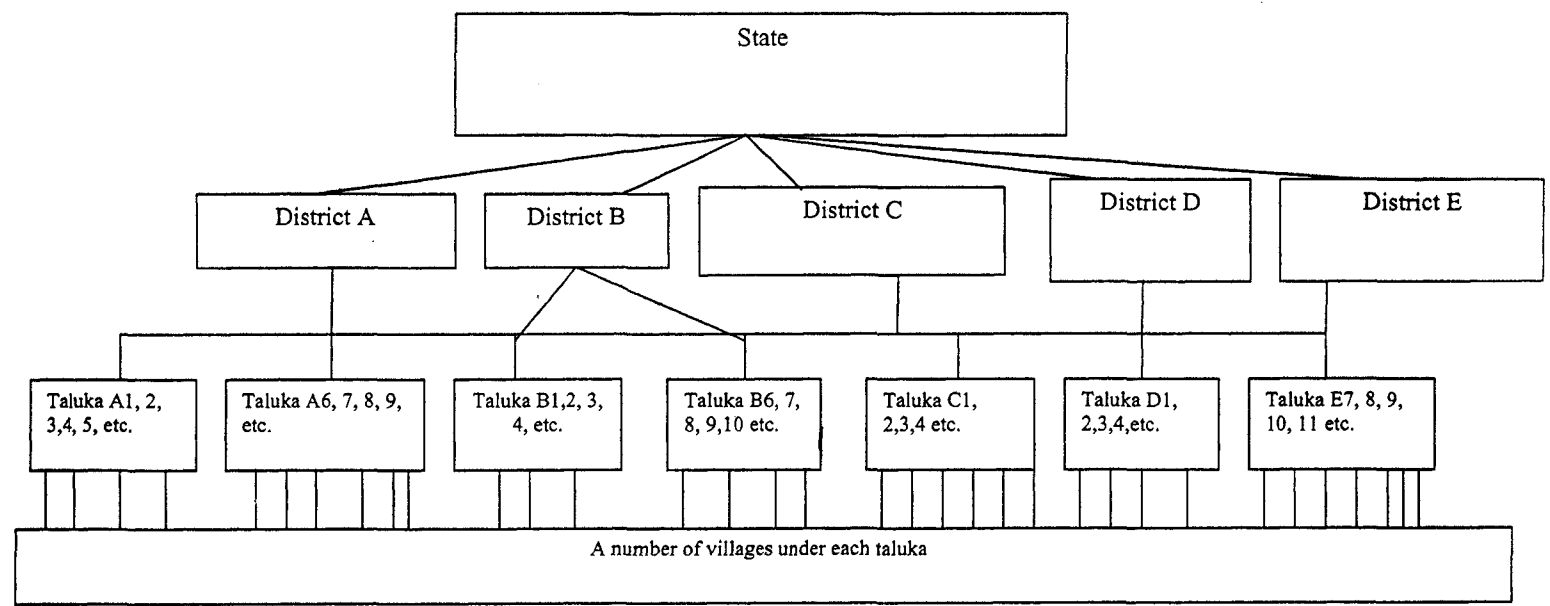 State
District A
District B
District C
District D
District E
Taluka A1, 2,
3,4, 5, etc.
Taluka A6, 7, 8, 9,
etc.
Taluka B1,2, 3,
4, etc.
Taluka B6, 7,
8, 9,10 etc.
Taluka C1,
2,3,4 etc.
Taluka D1,
2,3,4,etc.
Taluka E7, 8, 9,
10, 11 etc.
A number of villages under each taluka